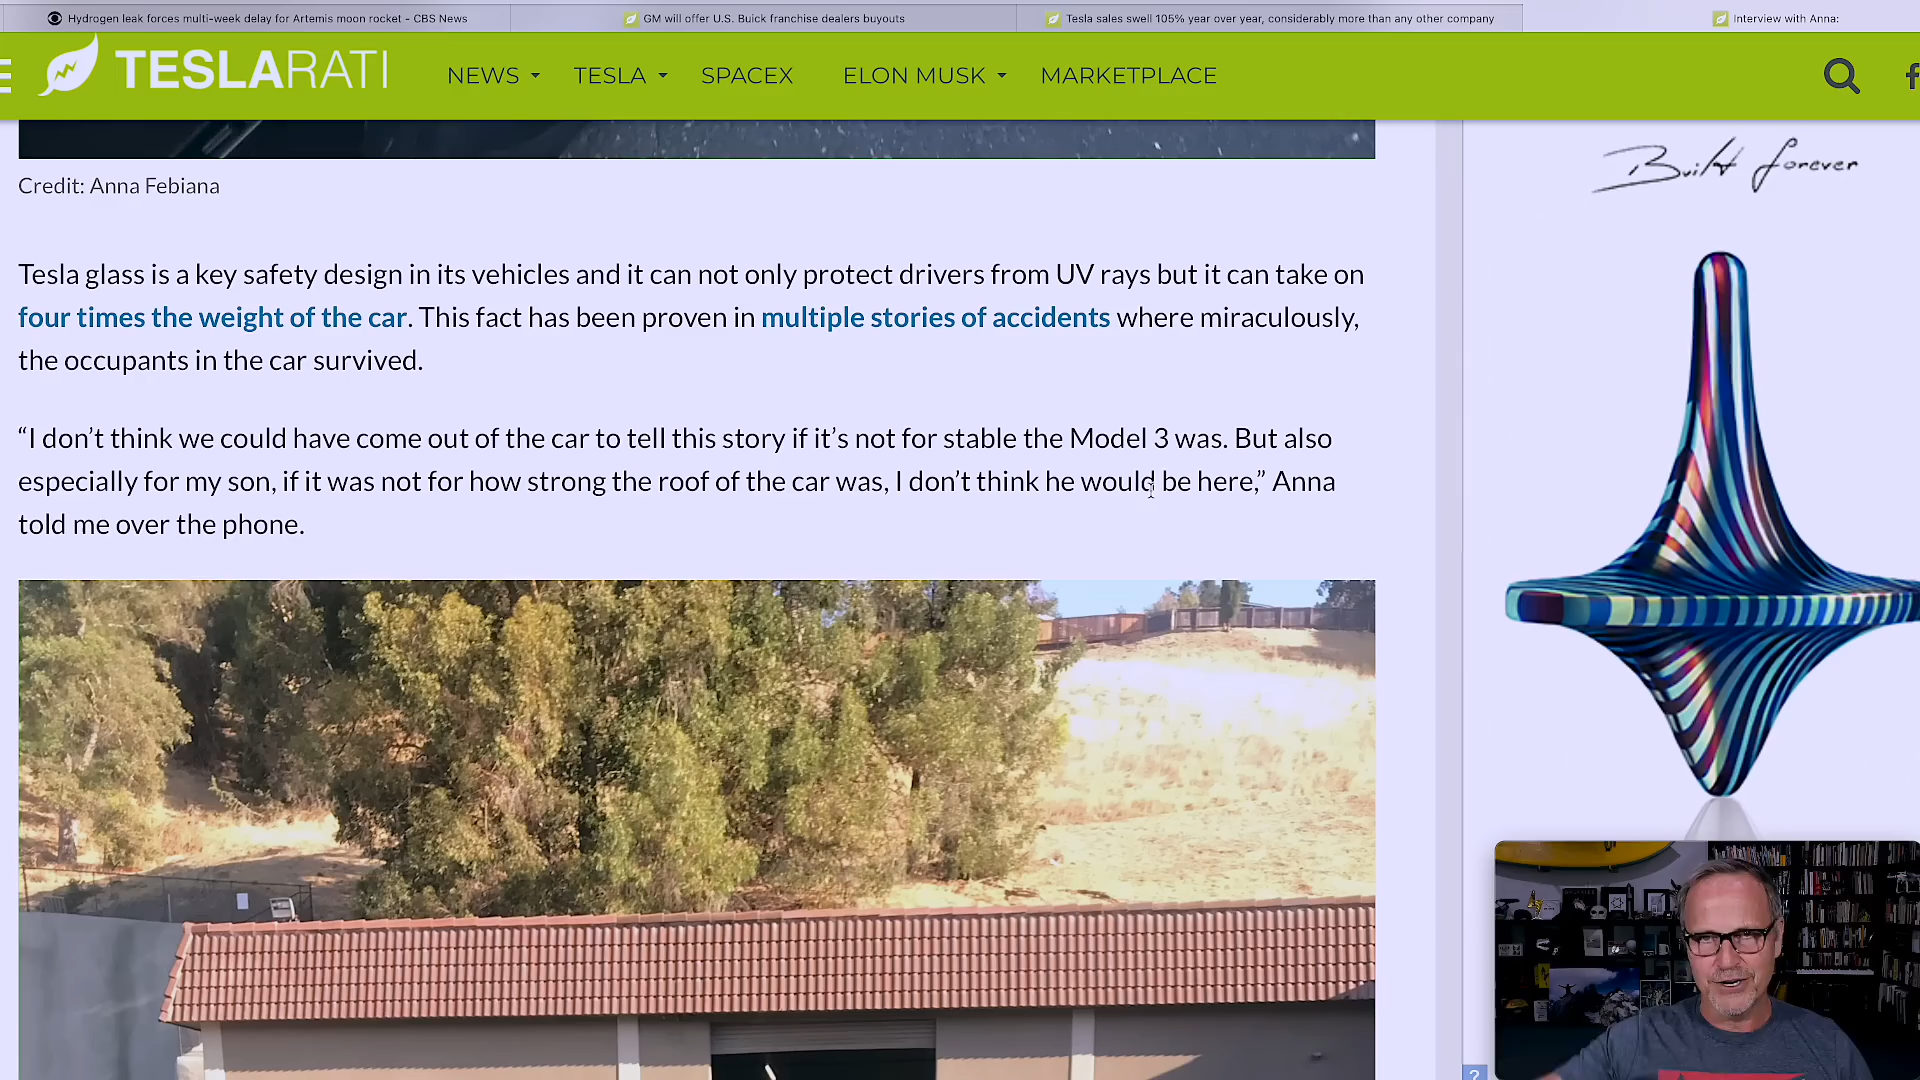 Hydrogen leak forces multi-week delay for Artemis moon rocket - CBS News
GM will offer U.S. Buick franchise dealers buyouts
Tesla sales swell 105% year over year, considerably more than any other company
Interview with Anna:
TESLARATI
NEWS
TESLA
SPACEX
ELON MUSK
MARKETPLACE
Built forever
Credit: Anna Febiana
Tesla glass is a key safety design in its vehicles and it can not only protect drivers from UV rays but it can take on
four times the weight of the car. This fact has been proven in multiple stories of accidents where miraculously,
the occupants in the car survived.
“I don’t think we could have come out of the car to tell this story if it’s not for stable the Model 3 was. But also
especially for my son, if it was not for how strong the roof of the car was, I don’t think he would be here,” Anna
told me over the phone.
?